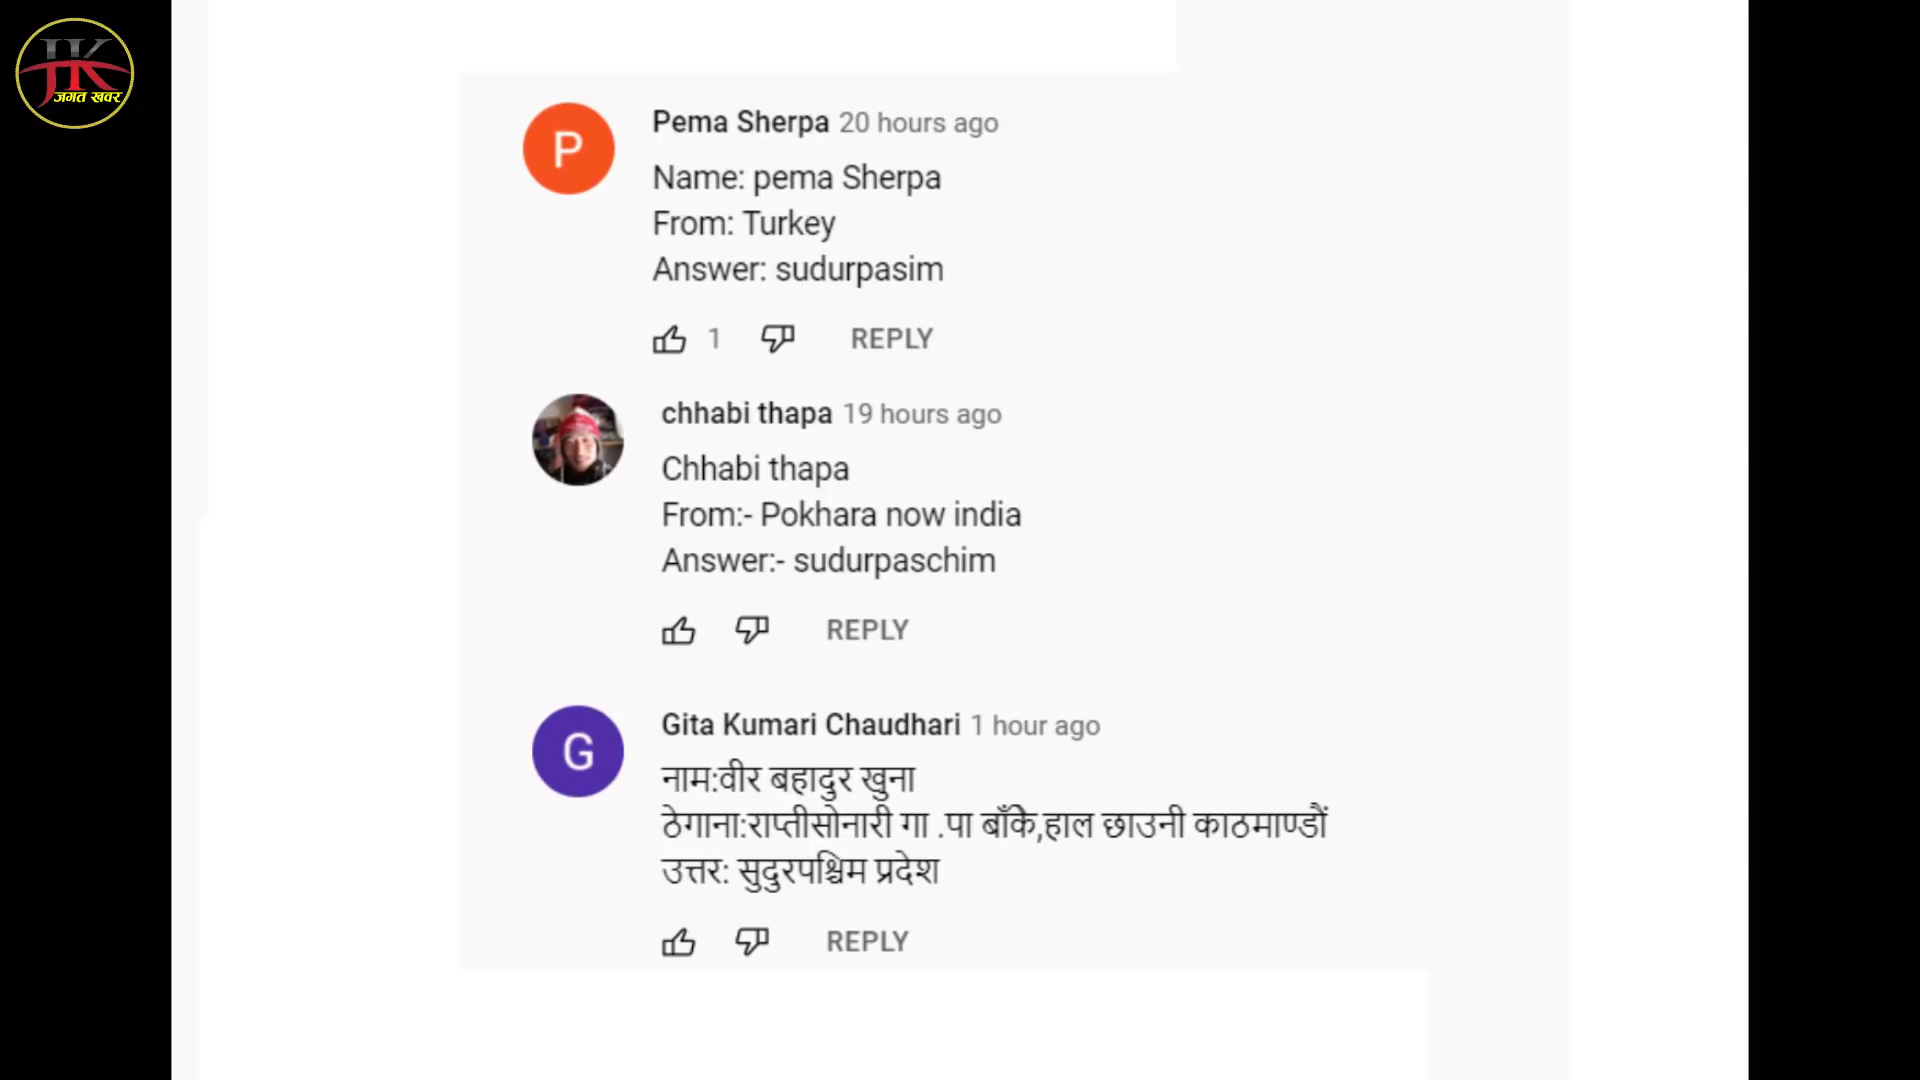 JK
जगत खवर
P
Pema Sherpa 20 hours ago
Name: pema Sherpa
From: Turkey
Answer: sudurpasim
1 REPLY
chhabi thapa 19 hours ago
Chhabi thapa
From:- Pokhara now india
Answer:- sudurpaschim
REPLY
G
Gita Kumari Chaudhari 1 hour ago
नाम:वीर बहादुर खुना
ठेगाना:राप्तीसोनारी गा .पा बाँके,हाल छाउनी काठमाण्डौं
उत्तर: सुदुरपश्चिम प्रदेश
REPLY